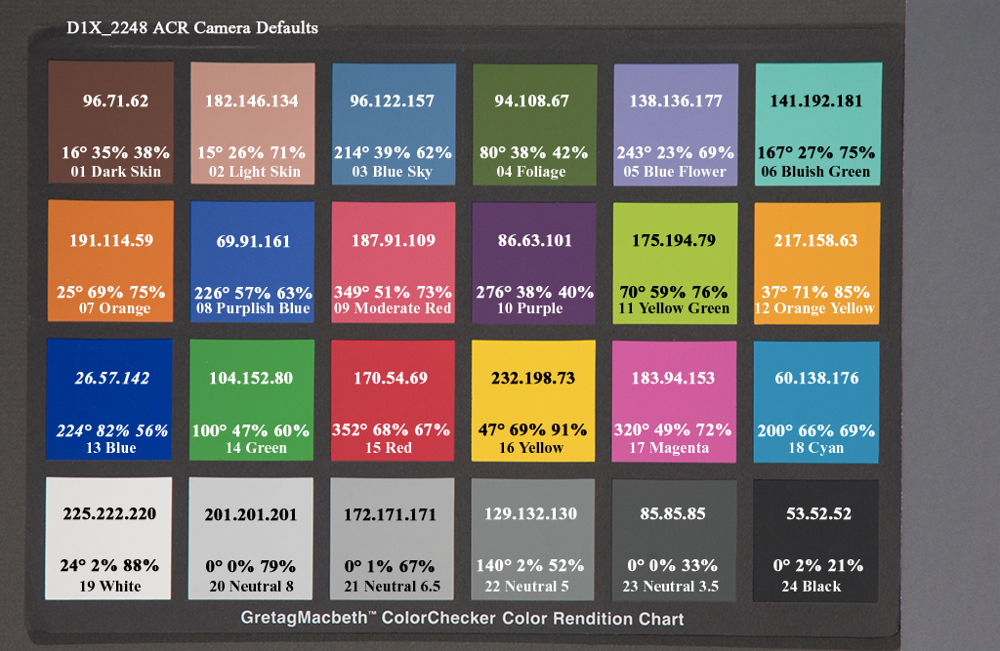 D1X_2248 ACR Camera Defaults
96.71.62
182.146.134
96.122.157
94.108.67
138.136.177
141.192.181
16° 35% 38%
15° 26% 71%
214° 39% 62%
80° 38% 42%
243° 23% 69%
167° 27% 75%
01 Dark Skin
02 Light Skin
03 Blue Sky
04 Foliage
05 Blue Flower
06 Bluish Green
191.114.59
69.91.161
187.91.109
86.63.101
175.194.79
217.158.63
25° 69% 75%
226° 57% 63%
349° 51% 73%
276° 38% 40%
70° 59% 76%
37° 71% 85%
07 Orange
08 Purplish Blue
09 Moderate Red
10 Purple
11 Yellow Green
12 Orange Yellow
26.57.142
104.152.80
170.54.69
232.198.73
183.94.153
60.138.176
224° 82% 56%
100° 47% 60%
352° 68% 67%
47° 69% 91%
320° 49% 72%
200° 66% 69%
13 Blue
14 Green
15 Red
16 Yellow
17 Magenta
18 Cyan
225.222.220
201.201.201
172.171.171
129.132.130
85.85.85
53.52.52
24° 2% 88%
0° 0% 79%
0° 1% 67%
140° 2% 52%
0° 0% 33%
0° 2% 21%
19 White
20 Neutral 8
21 Neutral 6.5
22 Neutral 5
23 Neutral 3.5
24 Black
GretagMacbeth™ ColorChecker Color Rendition Chart